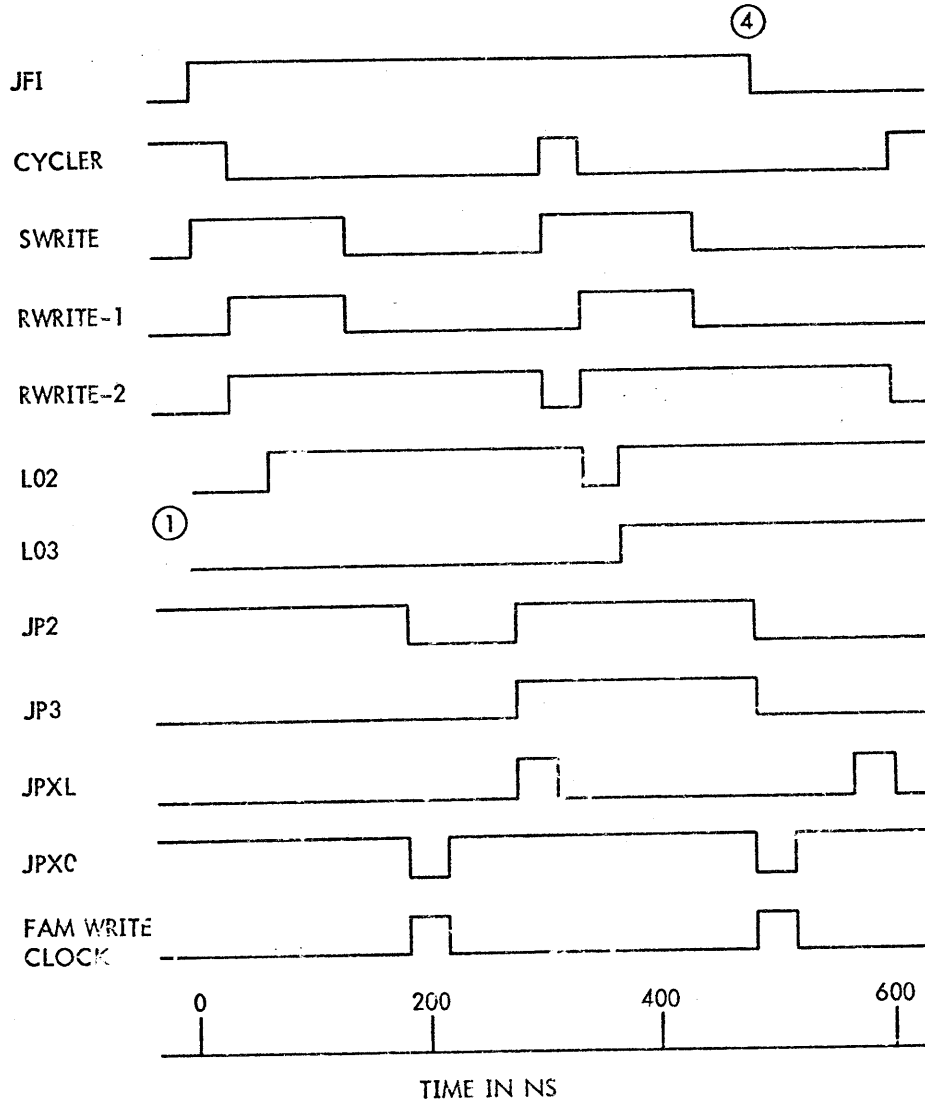 4
JFI
CYCLER
SWRITE
RWRITE-1
RWRITE-2
L02
1
L03
JP2
JP3
JPXL
JPXC
FAM WRITE
CLOCK
0 200 400 600
TIME IN NS